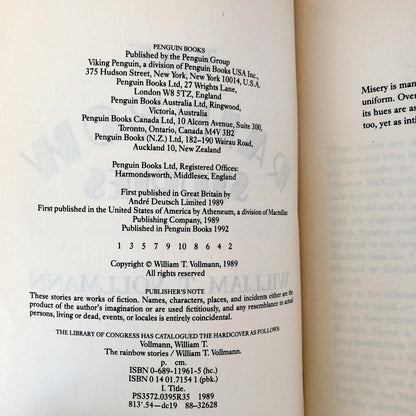 PENGUIN BOOKS
Published by the Penguin Group
Viking Penguin, a division of Penguin Books USA Inc.,
375 Hudson Street, New York, New York 10014, U.S.A.
Penguin Books Ltd, 27 Wrights Lane,
London W8 5TZ, England
Penguin Books Australia Ltd, Ringwood,
Victoria, Australia
Penguin Books Canada Ltd, 10 Alcorn Avenue, Suite 300,
Toronto, Ontario, Canada M4V 3B2
Penguin Books (N.Z.) Ltd, 182–190 Wairau Road,
Auckland 10, New Zealand
Penguin Books Ltd, Registered Offices:
Harmondsworth, Middlesex, England
First published in Great Britain by
André Deutsch Limited 1989
First published in the United States of America by Atheneum, a division of Macmillan
Publishing Company, 1989
Published in Penguin Books 1992
1 3 5 7 9 10 8 6 4 2
Copyright © William T. Vollmann, 1989
All rights reserved
PUBLISHER'S NOTE
These stories are works of fiction. Names, characters, places, and incidents either are the
product of the author's imagination or are used fictitiously, and any resemblance to actual
persons, living or dead, events, or locales is entirely coincidental.
THE LIBRARY OF CONGRESS HAS CATALOGUED THE HARDCOVER AS FOLLOWS:
Vollmann, William T.
The rainbow stories / William T. Vollmann.
p. cm.
ISBN 0-689-11961-5 (hc.)
ISBN 0 14 01.7154 1 (pbk.)
I. Title.
PS3572.O395R35 1989
813'.54—dc19 88-32628
Misery is man
uniform. Over
its hues are as
too, yet as inti